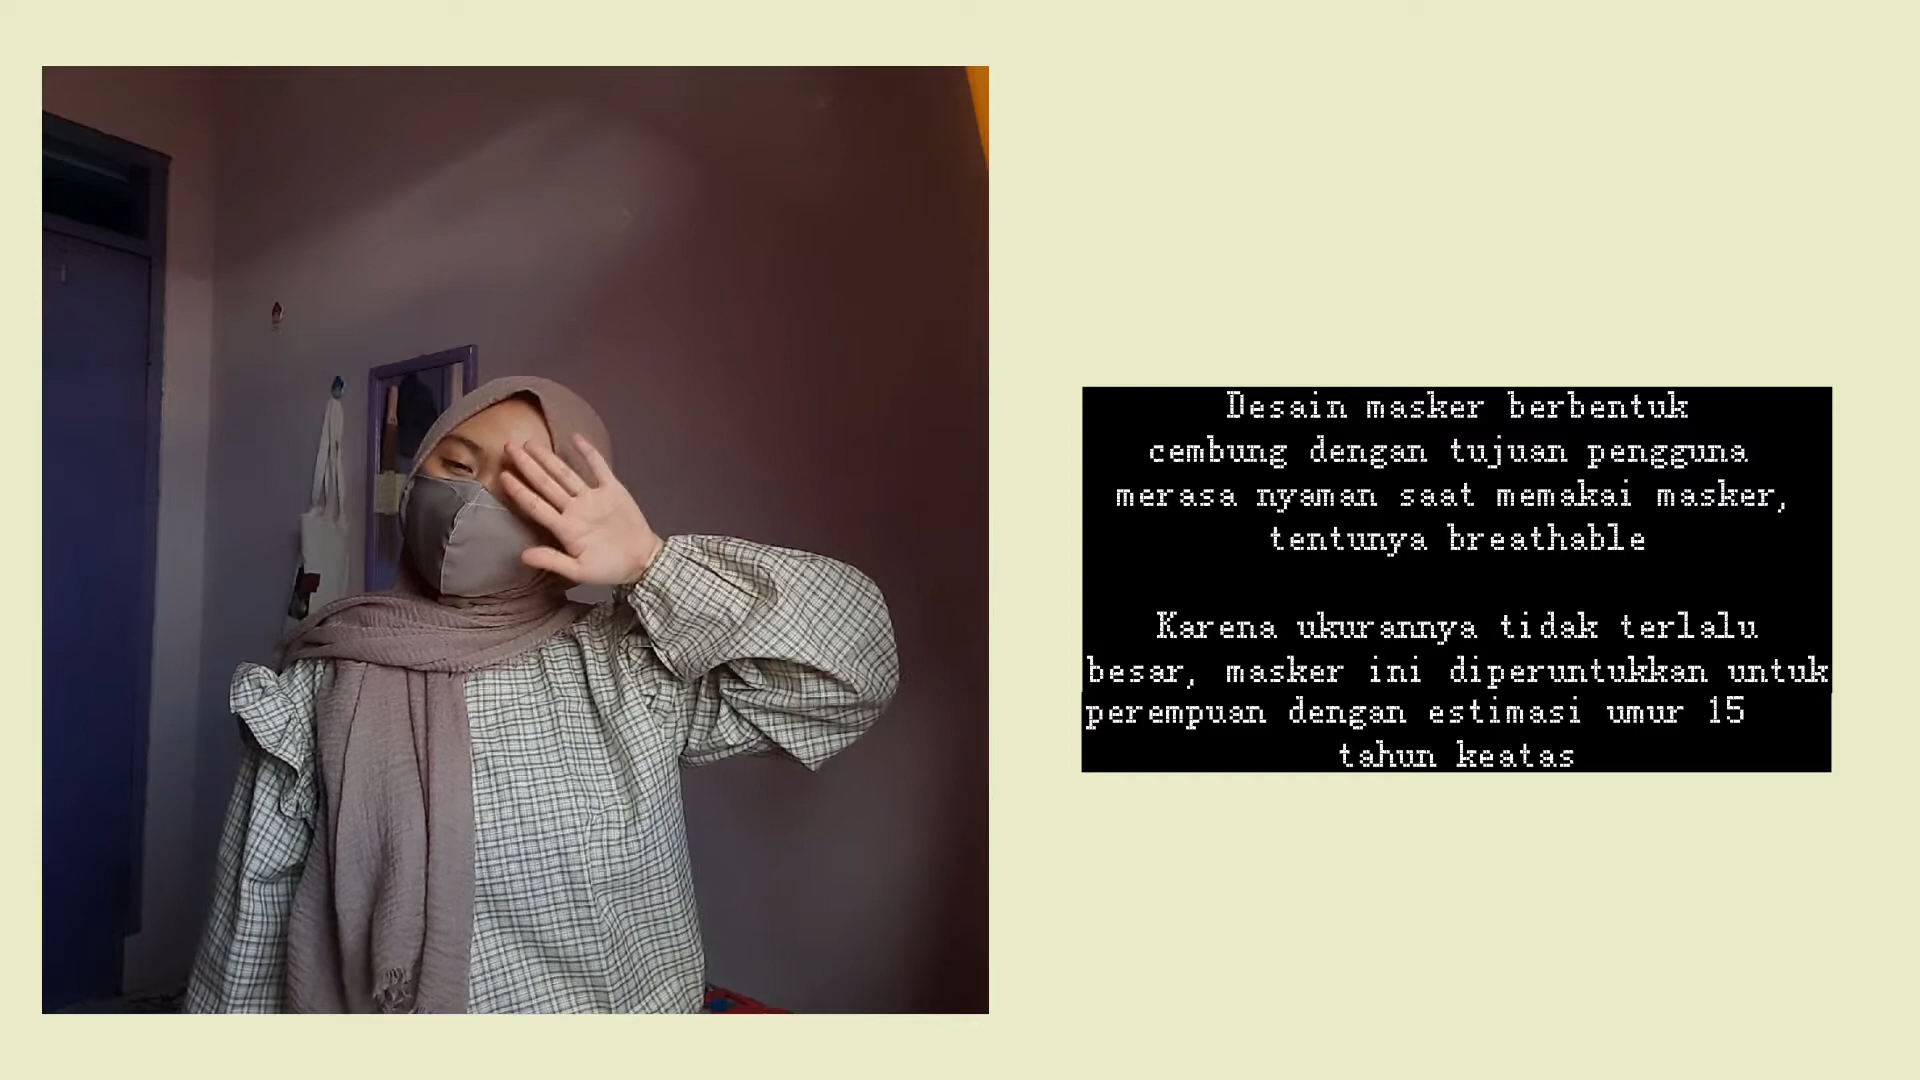 Desain masker berbentuk
cembung dengan tujuan pengguna
merasa nyaman saat memakai masker,
tentunya breathable
Karena ukurannya tidak terlalu
besar, masker ini diperuntukkan untuk
perempuan dengan estimasi umur 15
tahun keatas